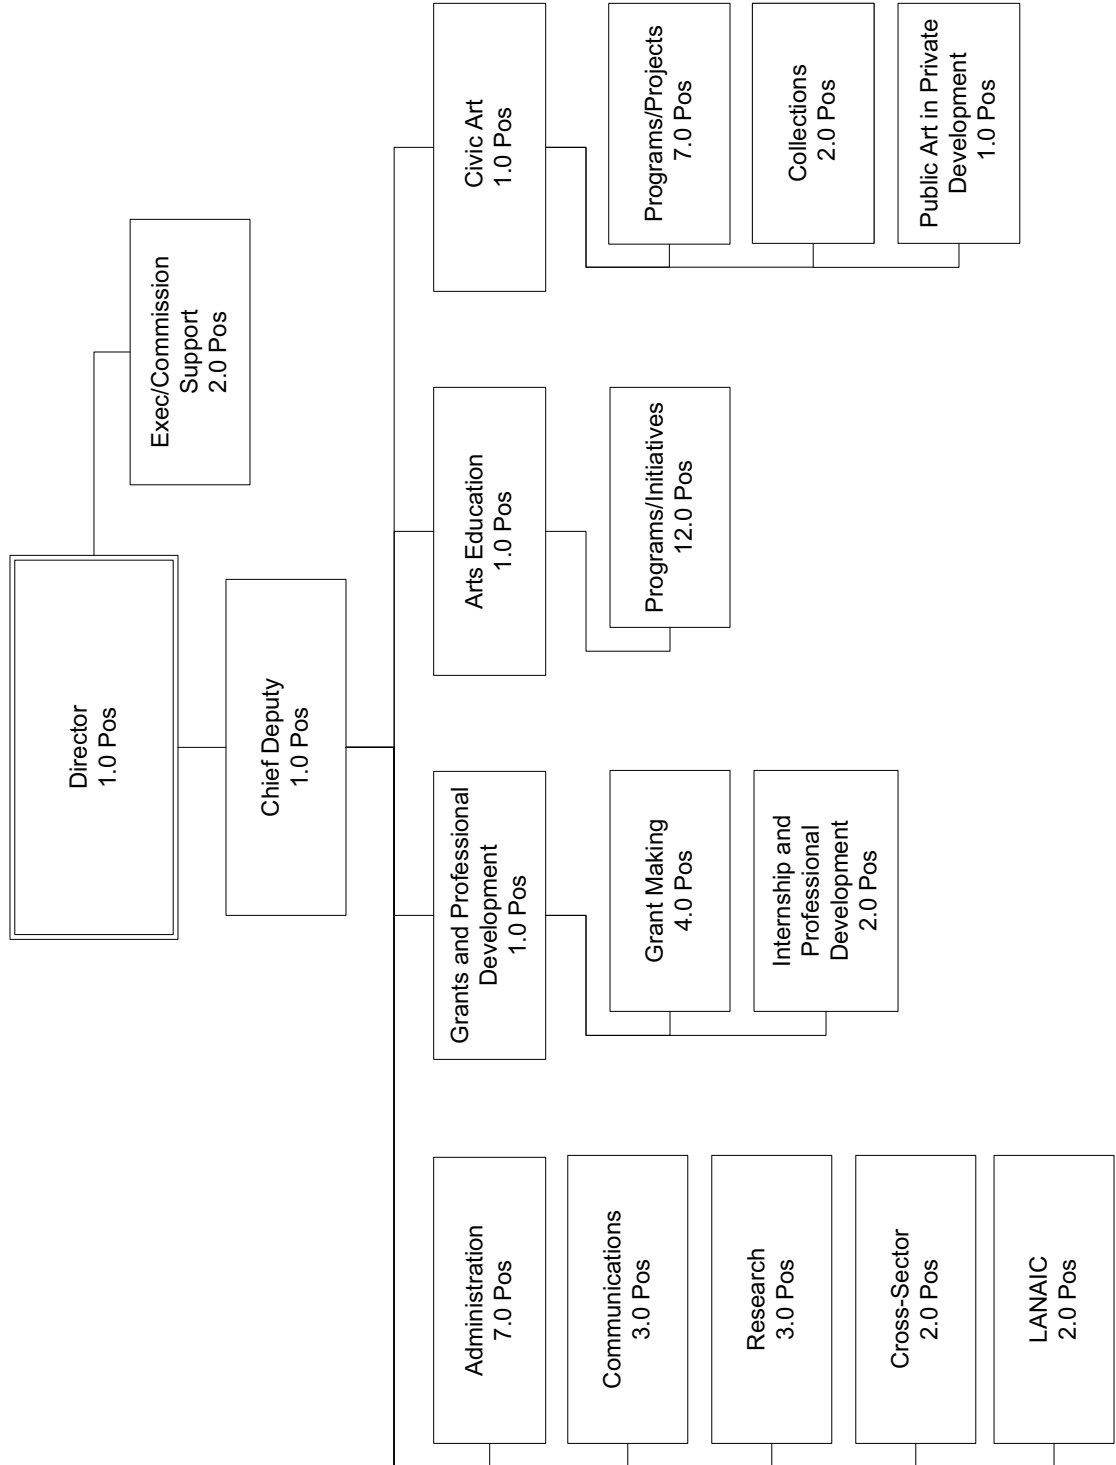 Director
1.0 Pos
Exec/Commission
Support
2.0 Pos
Chief Deputy
1.0 Pos
Administration
7.0 Pos
Communications
3.0 Pos
Research
3.0 Pos
Cross-Sector
2.0 Pos
LANAIC
2.0 Pos
Grants and Professional
Development
1.0 Pos
Grant Making
4.0 Pos
Internship and
Professional
Development
2.0 Pos
Arts Education
1.0 Pos
Programs/Initiatives
12.0 Pos
Civic Art
1.0 Pos
Programs/Projects
7.0 Pos
Collections
2.0 Pos
Public Art in Private
Development
1.0 Pos